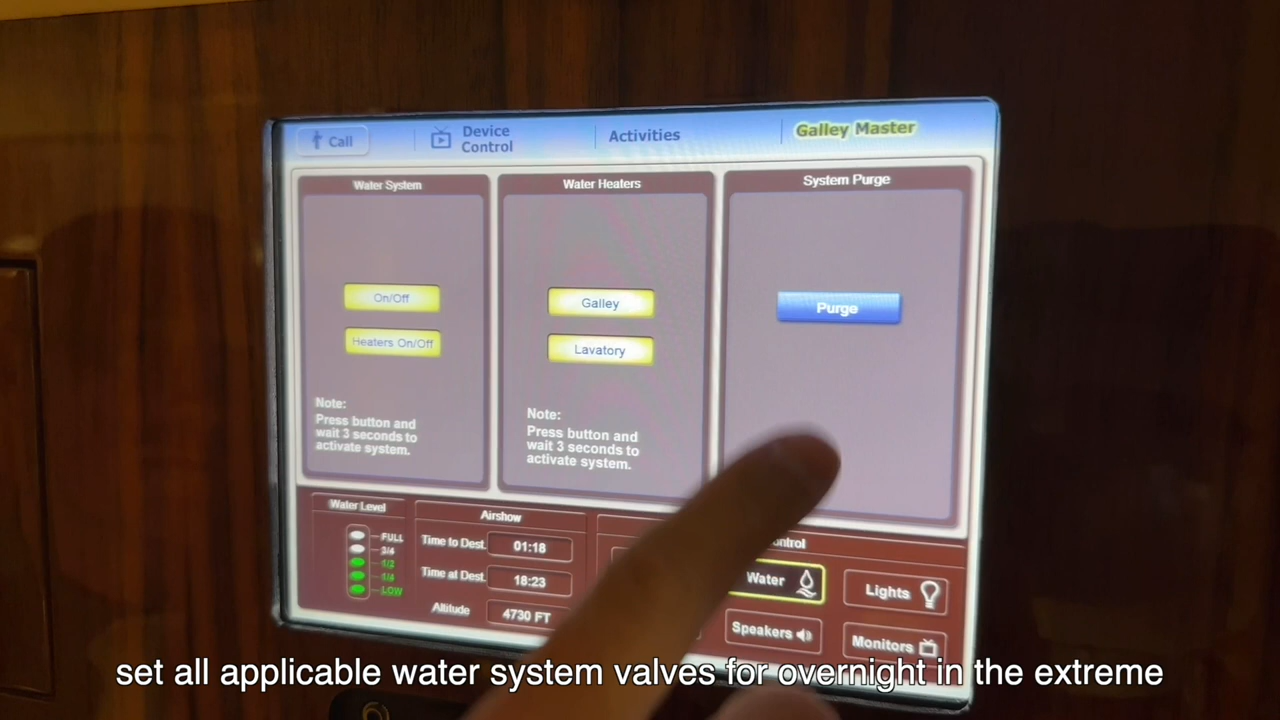 Call
Device
Control
Activities
Galley Master
Water System
On/Off
Heaters On/Off
Note:
Press button and
wait 3 seconds to
activate system.
Water Heaters
Galley
Lavatory
Note:
Press button and
wait 3 seconds to
activate system.
System Purge
Purge
Water Level
FULL
3/4
1/2
1/4
LOW
Airshow
Time to Dest.
01:18
Time at Dest.
18:23
Altitude
4730 FT
Water
Lights
Speakers
Monitors
set all applicable water system valves for overnight in the extreme